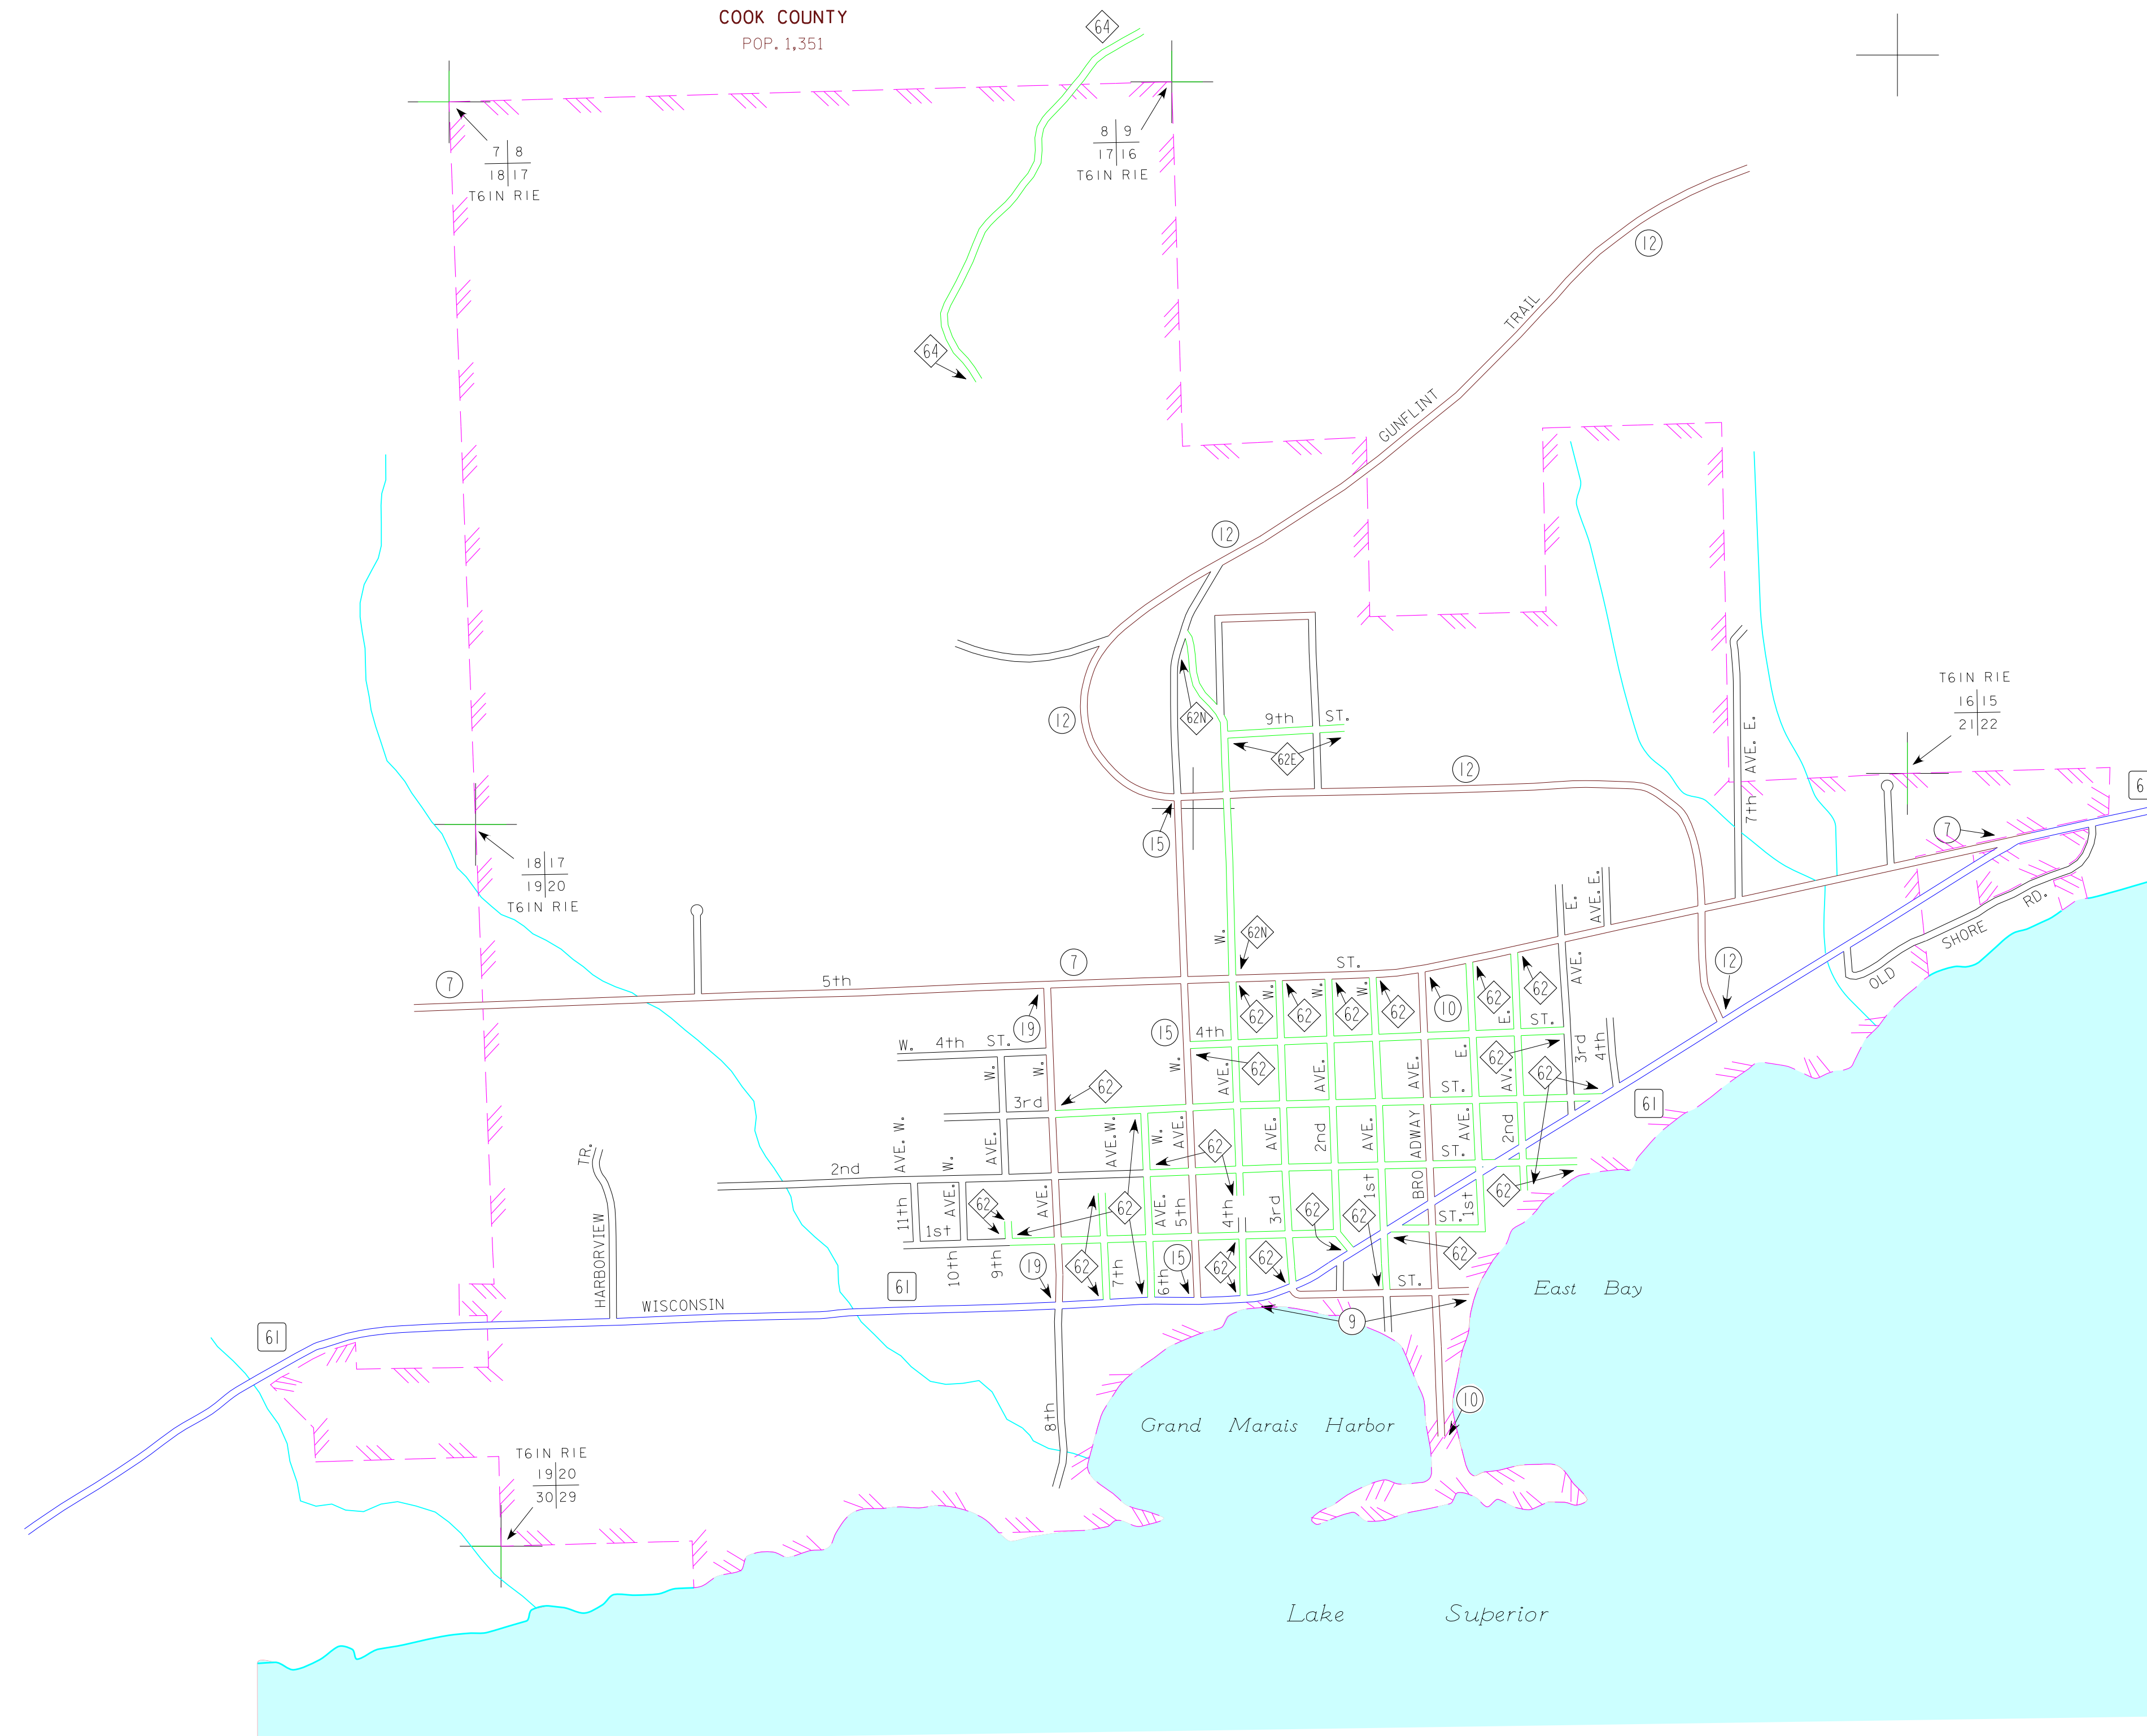 COOK COUNTY
POP. 1,351
64
7 8
18 17
T61N R1E
8 9
17 16
T61N R1E
12
64
TRAIL
GUNFLINT
12
12
62N
9th ST.
62E
12
T61N R1E
16 15
21 22
7th AVE. E.
6
7
15
18 17
19 20
T61N R1E
E.
AVE. E.
AVE.
3rd
4th
OLD SHORE RD.
W.
62N
7
5th
7
ST.
12
19
62
W.
62
W.
62
W.
62
10
62
62
E.
ST.
15
4th
W. 4th ST.
W.
W.
W.
62
AVE.
AVE.
AVE.
E.
62
AV.
62
3rd
62
ST.
61
AVE. W.
W.
AVE.
AVE. W.
W.
AVE.
62
AVE.
2nd
AVE.
BROADWAY
ST.
AVE.
2nd
TR.
HARBORVIEW
2nd
11th
AVE.
1st
62
AVE.
62
AVE.
5th
4th
3rd
62
62
1st
ST.
1st
62
10th
9th
19
62
7th
6th
15
62
62
62
61
WISCONSIN
ST.
9
East Bay
61
8th
10
Grand Marais Harbor
T61N R1E
19 20
30 29
Lake Superior